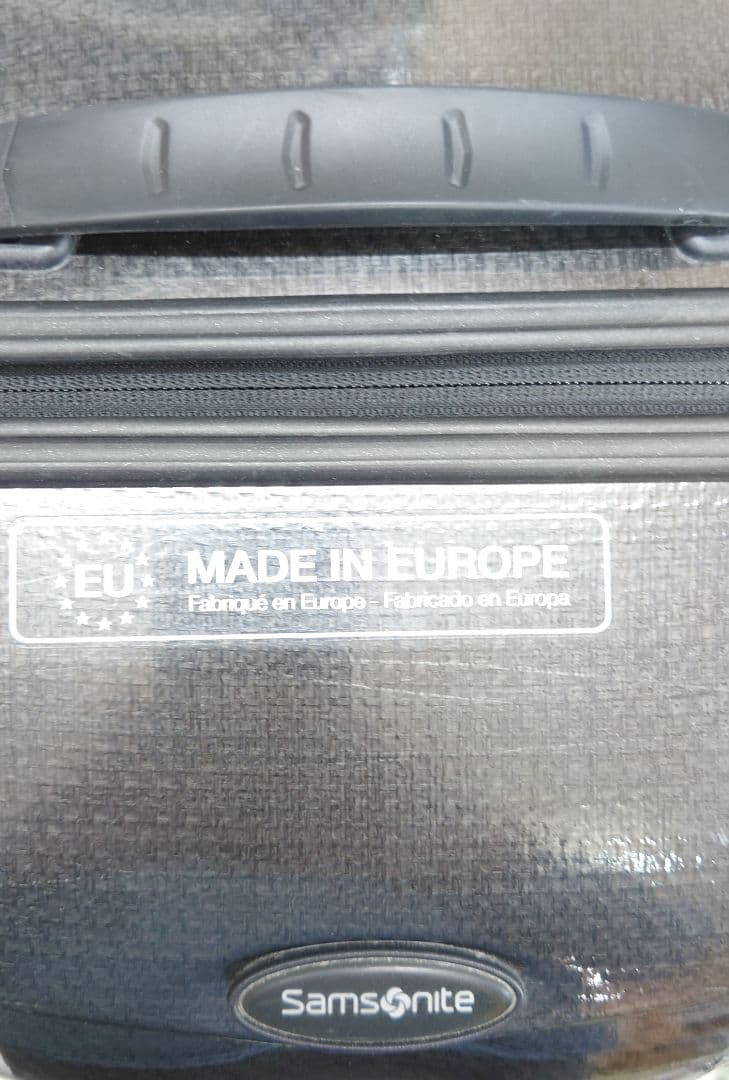 EU
MADE IN EUROPE
Fabriqué en Europe - Fabricado en Europa
Samsonite